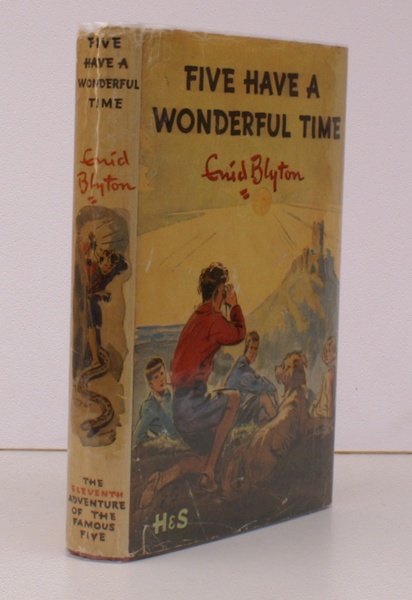 FIVE
HAVE A
WONDERFUL
TIME
Enid
Blyton
THE
ELEVENTH
ADVENTURE
OF THE
FAMOUS
FIVE
FIVE HAVE A
WONDERFUL TIME
Enid Blyton
H&S